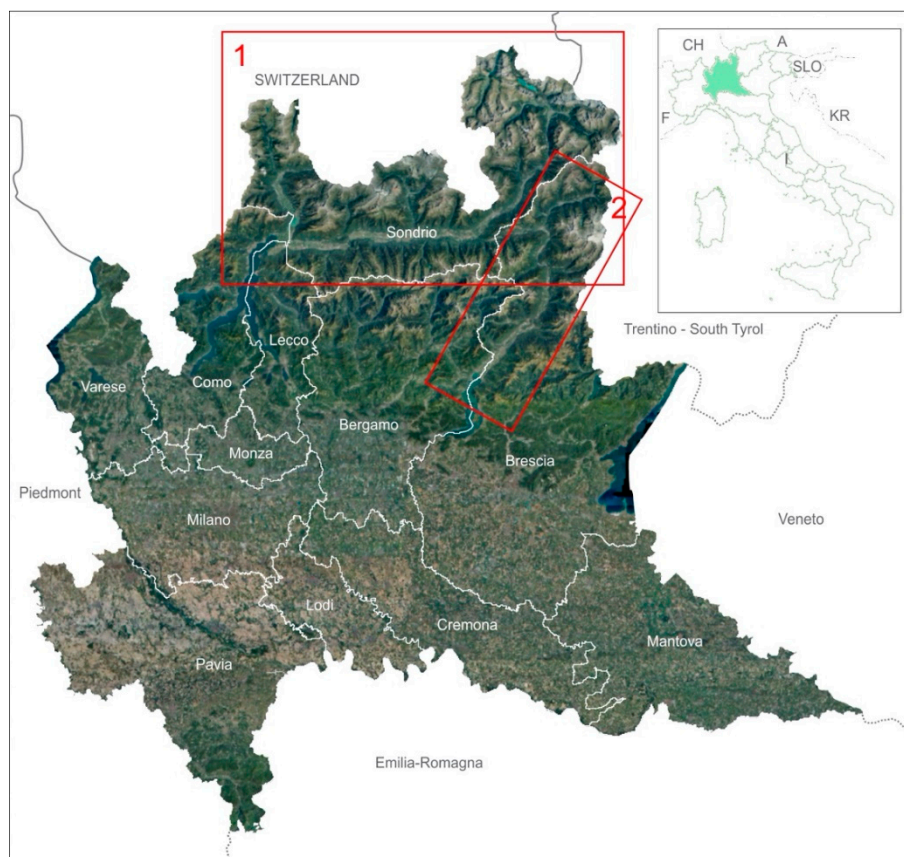 1
SWITZERLAND
CH
A
SLO
KR
F
I
2
Sondrio
Trentino - South Tyrol
Lecco
Varese
Como
Bergamo
Monza
Brescia
Piedmont
Milano
Veneto
Lodi
Cremona
Mantova
Pavia
Emilia-Romagna